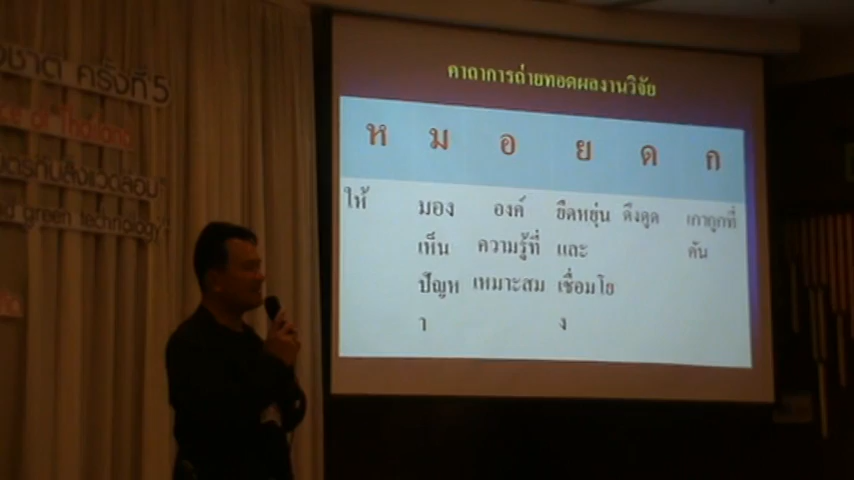 ครั้งที่ 5
of Thailand
green technology"
คาถาการถ่ายทอดผลงานวิจัย
ห ม อ ย ด ก
ให้ มอง องค์ ยืดหยุ่น ดึงดูด เกาถูกที่
เห็น ความรู้ที่ และ คัน
ปัญห เหมาะสม เชื่อมโย
า ง